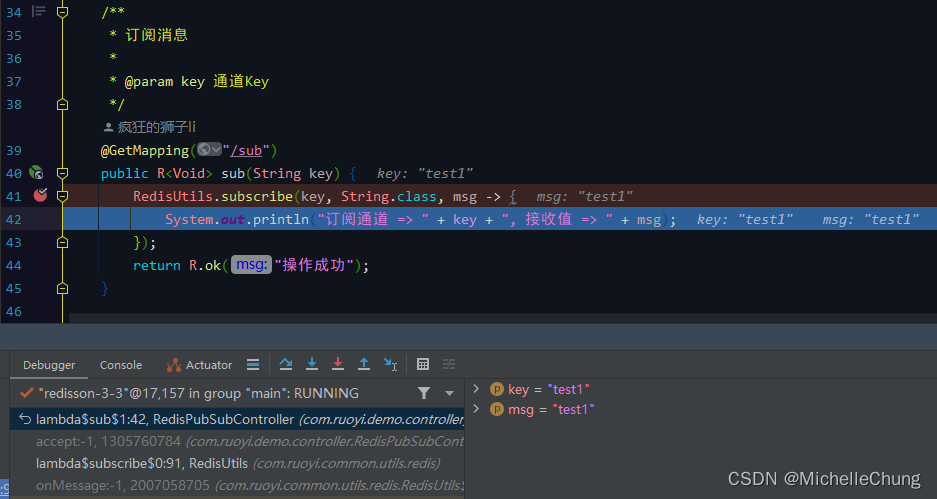 34 /**
35 * 订阅消息
36 *
37 * @param key 通道Key
38 */
疯狂的狮子li
39 @GetMapping("/sub")
40 public R<Void> sub(String key) { key: "test1"
41 RedisUtils.subscribe(key, String.class, msg -> { msg: "test1"
42 System.out.println("订阅通道 => " + key + ", 接收值 => " + msg); key: "test1" msg: "test1"
43 });
44 return R.ok( msg: "操作成功");
45 }
46
Debugger Console Actuator
"redisson-3-3"@17,157 in group "main": RUNNING
key = "test1"
lambda$sub$1:42, RedisPubSubController (com.ruoyi.demo.controller,
msg = "test1"
accept:-1, 1305760784 (com.ruoyi.demo.controller.RedisPubSubCont
lambda$subscribe$0:91, RedisUtils (com.ruoyi.common.utils.redis)
onMessage:-1, 2007058705 (com.ruoyi.common.utils.redis.RedisUtils
CSDN @MichelleChung